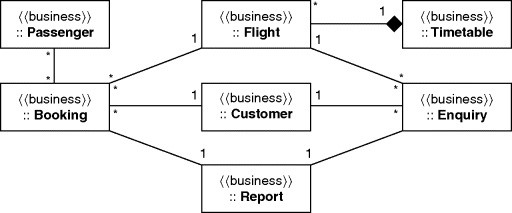 ⟨⟨business⟩⟩
:: Passenger
⟨⟨business⟩⟩
:: Flight
* 1
⟨⟨business⟩⟩
:: Timetable
* 1 1
* * *
⟨⟨business⟩⟩
:: Booking
* 1
⟨⟨business⟩⟩
:: Customer
1 *
*
⟨⟨business⟩⟩
:: Enquiry
1 1
⟨⟨business⟩⟩
:: Report